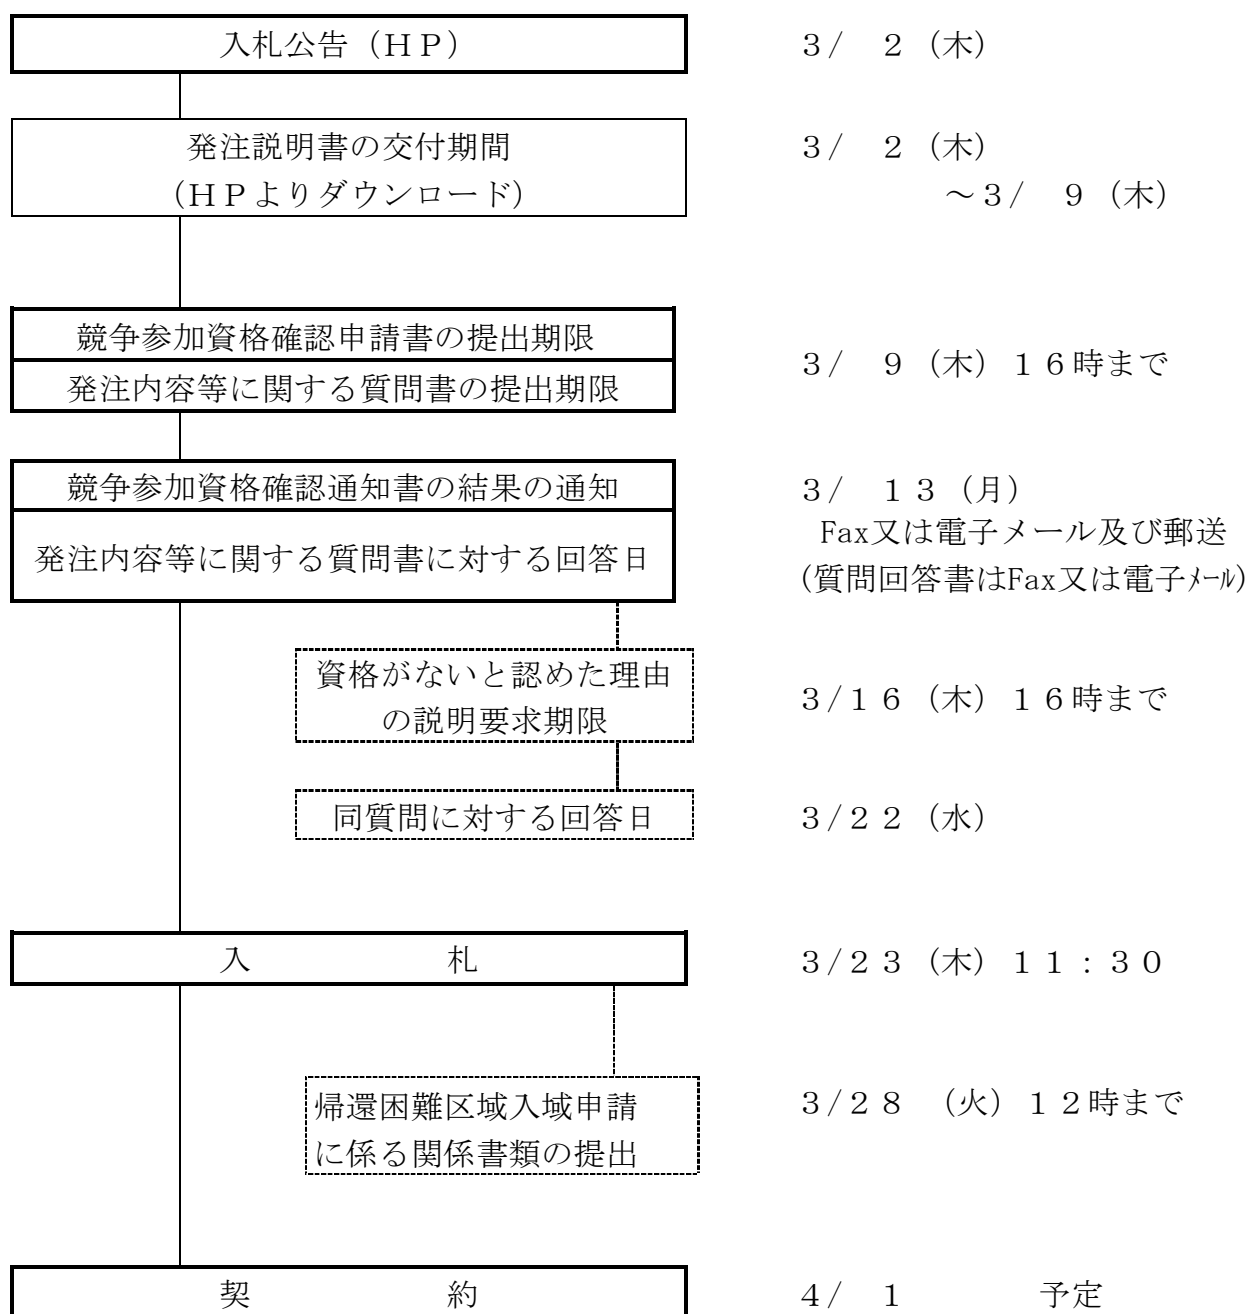 入札公告（ＨＰ）
３／　２（木）
発注説明書の交付期間
（ＨＰよりダウンロード）
３／　２（木）
～３／　９（木）
競争参加資格確認申請書の提出期限
発注内容等に関する質問書の提出期限
３／　９（木）１６時まで
競争参加資格確認通知書の結果の通知
発注内容等に関する質問書に対する回答日
３／　１３（月）
Fax又は電子メール及び郵送
(質問回答書はFax又は電子ﾒｰﾙ)
資格がないと認めた理由
の説明要求期限
３／１６（木）１６時まで
同質問に対する回答日
３／２２（水）
入　　　　　札
３／２３（木）１１：３０
帰還困難区域入域申請
に係る関係書類の提出
３／２８　（火）１２時まで
契　　　　　約
４／　１　　　　予定